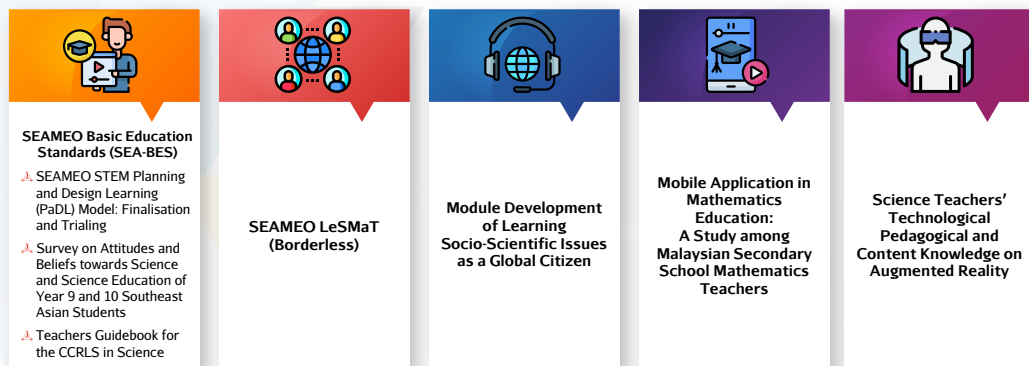 SEAMEO Basic Education
Standards (SEA-BES)
SEAMEO STEM Planning
and Design Learning
(PaDL) Model: Finalisation
and Trialing
Survey on Attitudes and
Beliefs towards Science
and Science Education of
Year 9 and 10 Southeast
Asian Students
Teachers Guidebook for
the CCRLS in Science
SEAMEO LeSMaT
(Borderless)
Module Development
of Learning
Socio-Scientific Issues
as a Global Citizen
Mobile Application in
Mathematics
Education:
A Study among
Malaysian Secondary
School Mathematics
Teachers
Science Teachers'
Technological
Pedagogical and
Content Knowledge on
Augmented Reality